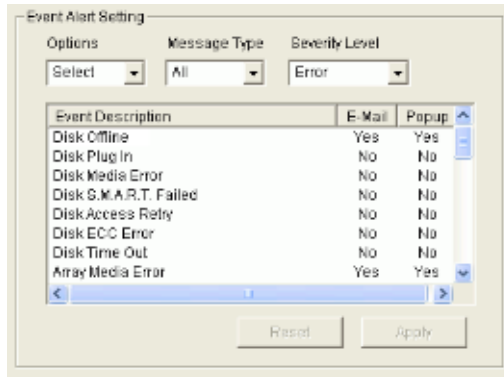 Event Alert Setting
Options Message Type Severity Level
Select All Error
Event Description E-Mail Popup
Disk Offline Yes Yes
Disk Plug In No No
Disk Media Error No No
Disk S.M.A.R.T. Failed No No
Disk Access Retry No No
Disk ECC Error No No
Disk Time Out No No
Array Media Error Yes Yes
Reset Apply